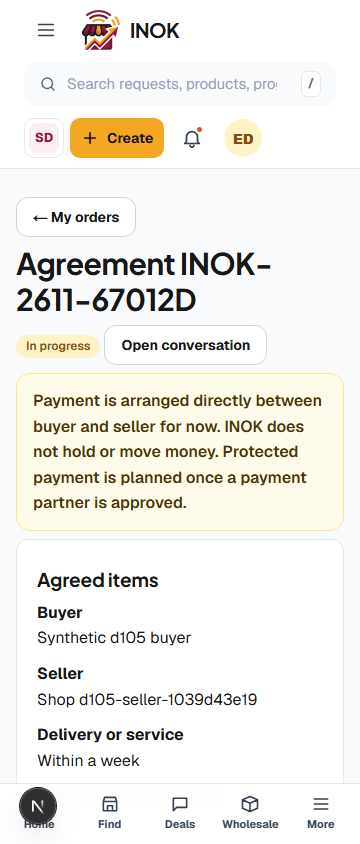 INOK
Search requests, products, pro
/
SD
+ Create
ED
← My orders
Agreement INOK-
2611-67012D
In progress
Open conversation
Payment is arranged directly between
buyer and seller for now. INOK does
not hold or move money. Protected
payment is planned once a payment
partner is approved.
Agreed items
Buyer
Synthetic d105 buyer
Seller
Shop d105-seller-1039d43e19
Delivery or service
Within a week
N
Home
Find
Deals
Wholesale
More